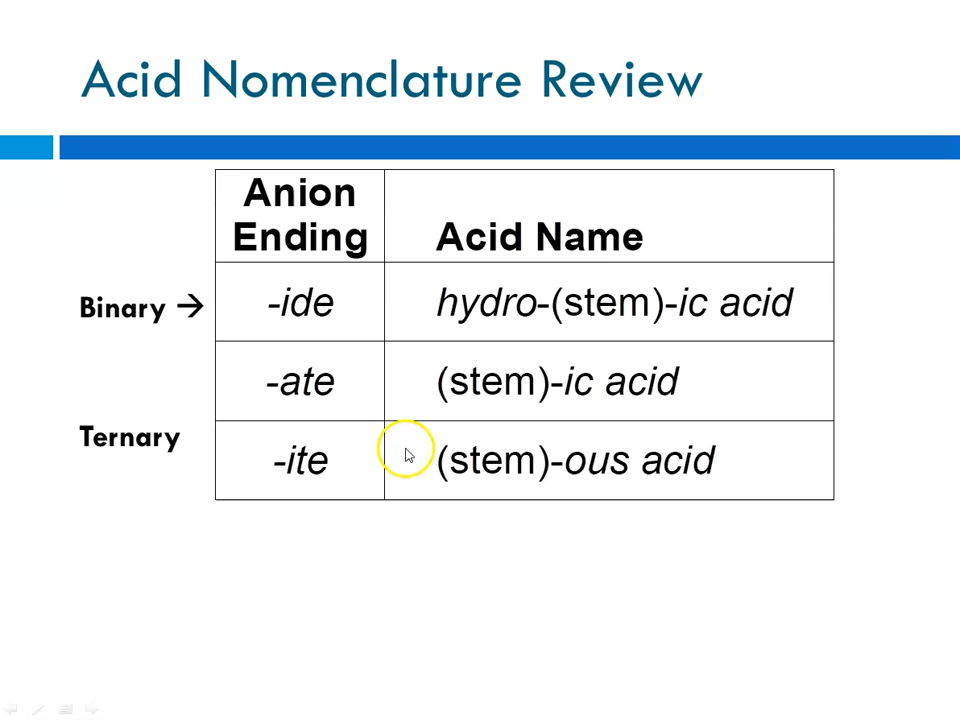 Acid Nomenclature Review
Anion
Ending
Acid Name
Binary →
-ide
hydro-(stem)-ic acid
-ate
(stem)-ic acid
Ternary
-ite
(stem)-ous acid